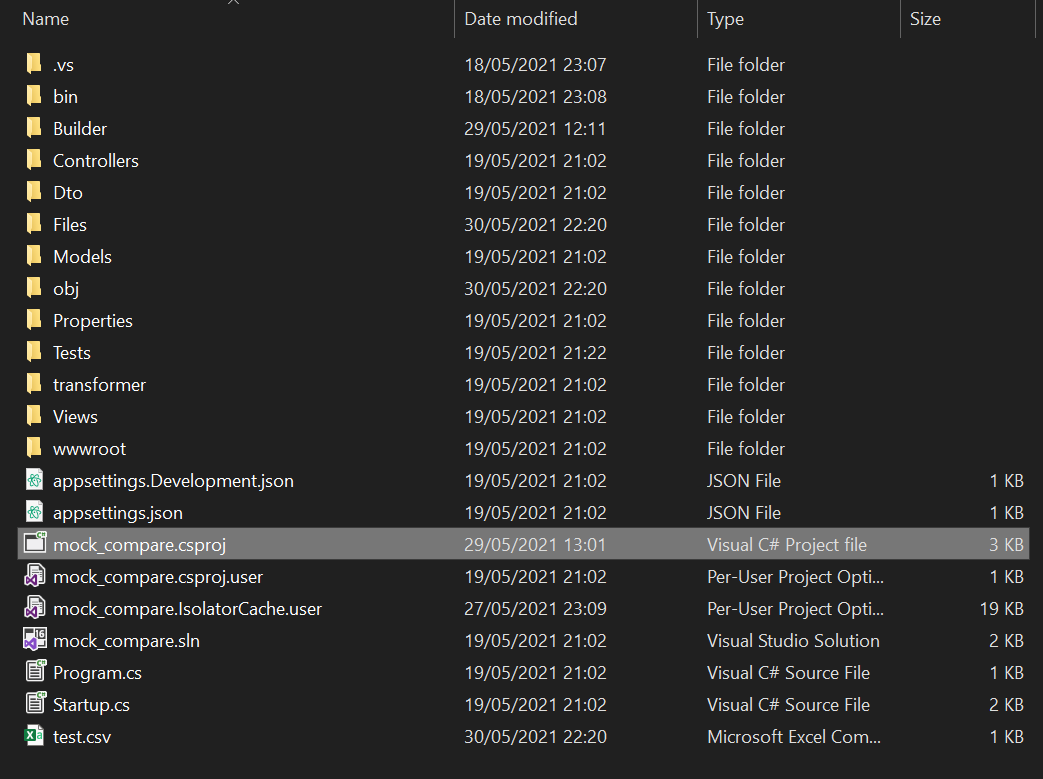 Name Date modified Type Size
.vs 18/05/2021 23:07 File folder
bin 18/05/2021 23:08 File folder
Builder 29/05/2021 12:11 File folder
Controllers 19/05/2021 21:02 File folder
Dto 19/05/2021 21:02 File folder
Files 30/05/2021 22:20 File folder
Models 19/05/2021 21:02 File folder
obj 30/05/2021 22:20 File folder
Properties 19/05/2021 21:02 File folder
Tests 19/05/2021 21:22 File folder
transformer 19/05/2021 21:02 File folder
Views 19/05/2021 21:02 File folder
wwwroot 19/05/2021 21:02 File folder
appsettings.Development.json 19/05/2021 21:02 JSON File 1 KB
appsettings.json 19/05/2021 21:02 JSON File 1 KB
mock_compare.csproj 29/05/2021 13:01 Visual C# Project file 3 KB
mock_compare.csproj.user 19/05/2021 21:02 Per-User Project Opti... 1 KB
mock_compare.IsolatorCache.user 27/05/2021 23:09 Per-User Project Opti... 19 KB
mock_compare.sln 19/05/2021 21:02 Visual Studio Solution 2 KB
Program.cs 19/05/2021 21:02 Visual C# Source File 1 KB
Startup.cs 19/05/2021 21:02 Visual C# Source File 2 KB
test.csv 30/05/2021 22:20 Microsoft Excel Com... 1 KB